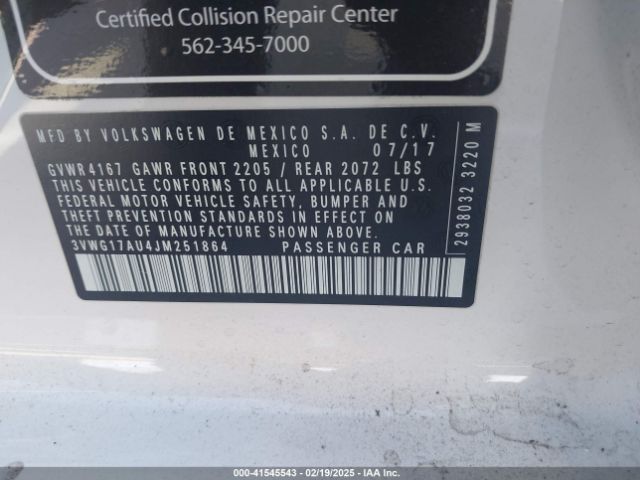 Certified Collision Repair Center
562-345-7000
MFD BY VOLKSWAGEN DE MEXICO S.A. DE C.V.
MEXICO 07/17
GVWR 4167 GAWR FRONT 2205 / REAR 2072 LBS
THIS VEHICLE CONFORMS TO ALL APPLICABLE U.S.
FEDERAL MOTOR VEHICLE SAFETY, BUMPER AND
THEFT PREVENTION STANDARDS IN EFFECT ON
THE DATE OF MANUFACTURE SHOWN ABOVE.
3VWG17AU4JM251864 PASSENGER CAR
2938032 3220 M
000-41545543 / 02/19/2025 / Copyright IAA, Inc.